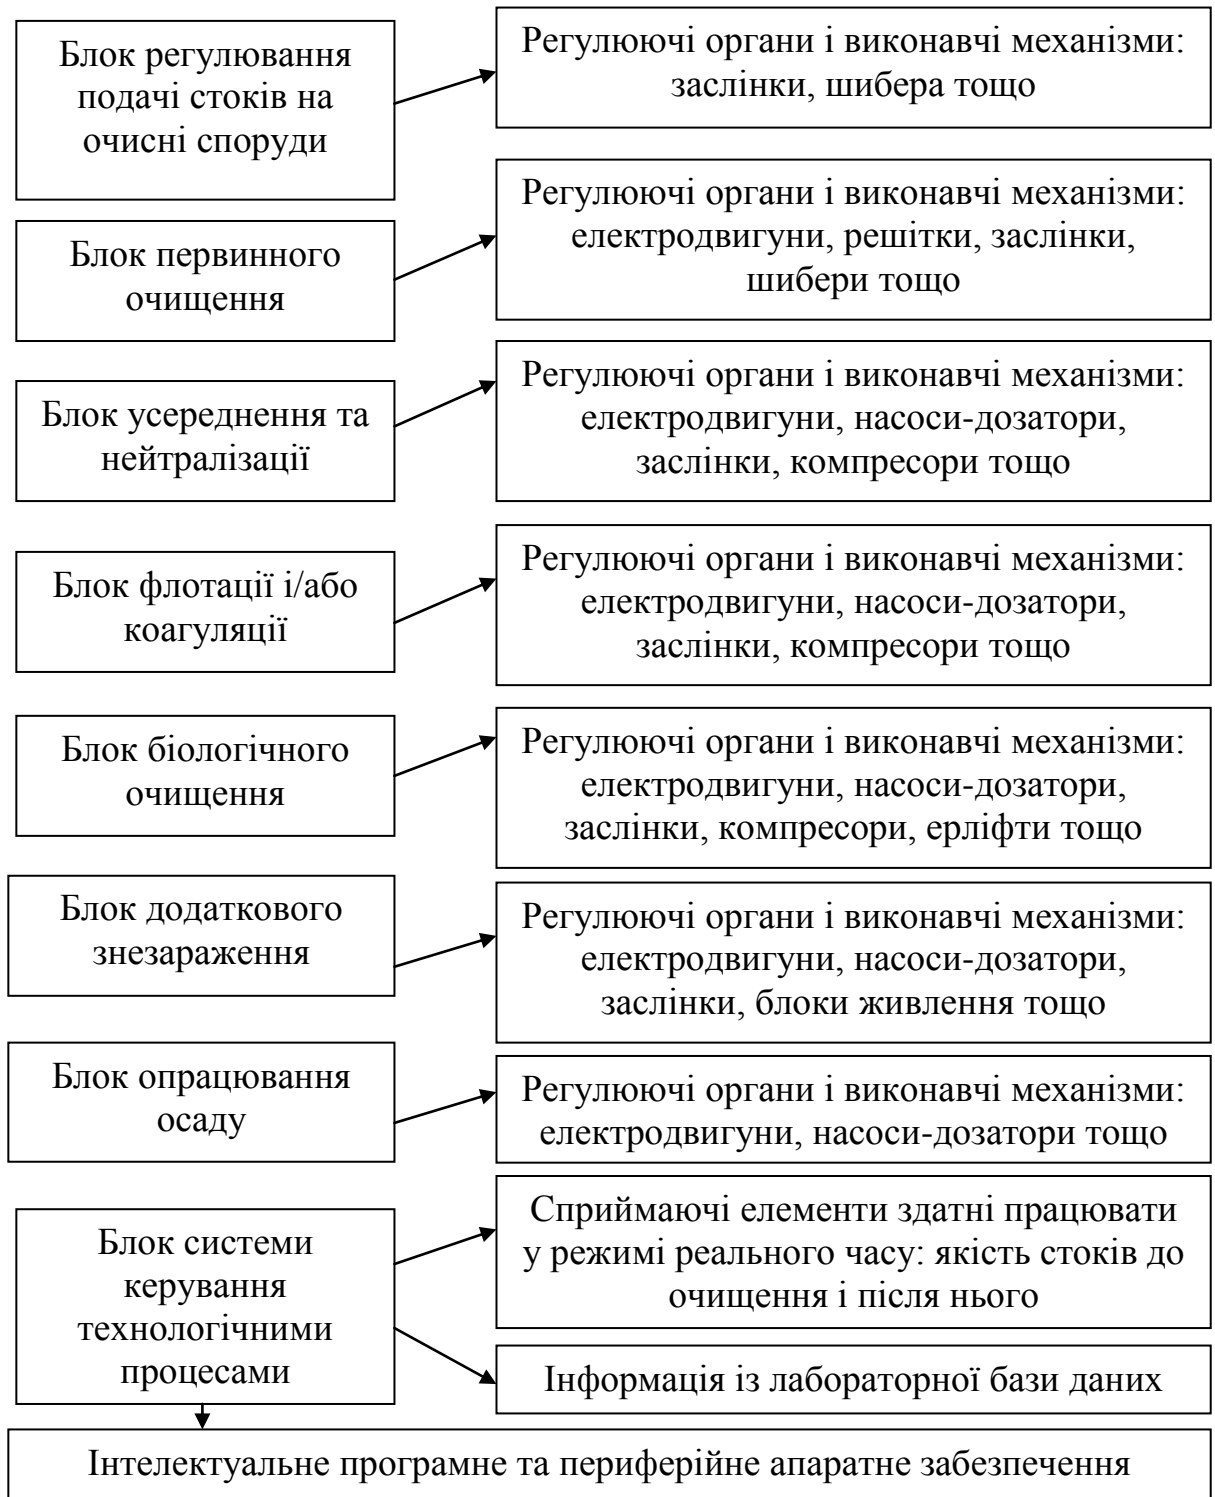 Блок регулювання
подачі стоків на
очисні споруди
Регулюючі органи і виконавчі механізми:
заслінки, шибера тощо
Блок первинного
очищення
Регулюючі органи і виконавчі механізми:
електродвигуни, решітки, заслінки,
шибери тощо
Блок усереднення та
нейтралізації
Регулюючі органи і виконавчі механізми:
електродвигуни, насоси-дозатори,
заслінки, компресори тощо
Блок флотації і/або
коагуляції
Регулюючі органи і виконавчі механізми:
електродвигуни, насоси-дозатори,
заслінки, компресори тощо
Блок біологічного
очищення
Регулюючі органи і виконавчі механізми:
електродвигуни, насоси-дозатори,
заслінки, компресори, ерліфти тощо
Блок додаткового
знезараження
Регулюючі органи і виконавчі механізми:
електродвигуни, насоси-дозатори,
заслінки, блоки живлення тощо
Блок опрацювання
осаду
Регулюючі органи і виконавчі механізми:
електродвигуни, насоси-дозатори тощо
Блок системи
керування
технологічними
процесами
Сприймаючі елементи здатні працювати
у режимі реального часу: якість стоків до
очищення і після нього
Інформація із лабораторної бази даних
Інтелектуальне програмне та периферійне апаратне забезпечення